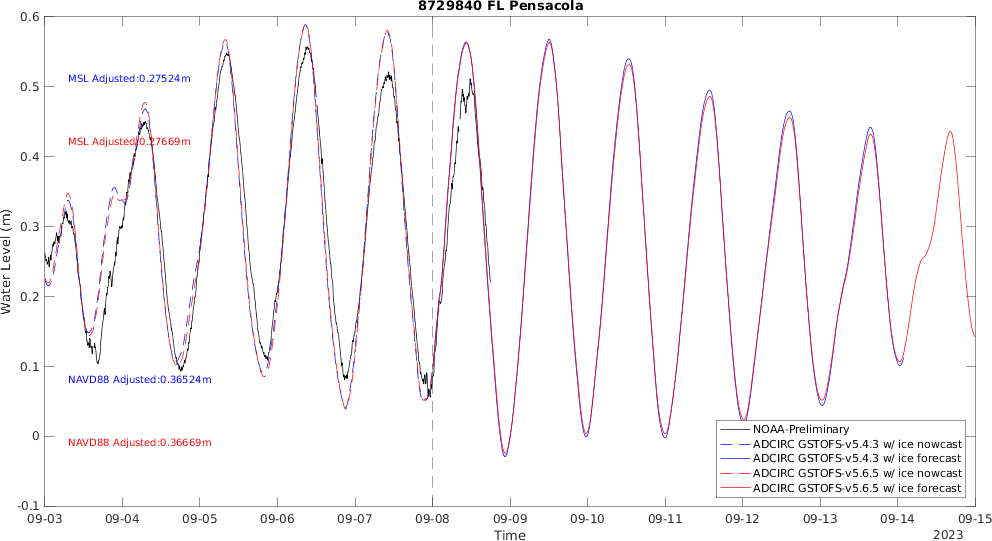 8729840 FL Pensacola
0.6
0.5
0.4
0.3
0.2
0.1
0
-0.1
Water Level (m)
MSL Adjusted:0.27524m
MSL Adjusted:0.27669m
NAVD88 Adjusted:0.36524m
NAVD88 Adjusted:0.36669m
NOAA-Preliminary
ADCIRC GSTOFS-v5.4.3 w/ ice nowcast
ADCIRC GSTOFS-v5.4.3 w/ ice forecast
ADCIRC GSTOFS-v5.6.5 w/ ice nowcast
ADCIRC GSTOFS-v5.6.5 w/ ice forecast
09-03 09-04 09-05 09-06 09-07 09-08 09-09 09-10 09-11 09-12 09-13 09-14 09-15
Time
2023